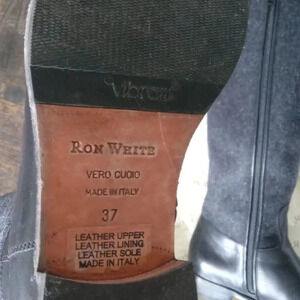 Vibram
RON WHITE
VERO CUOIO
MADE IN ITALY
37
LEATHER UPPER
LEATHER LINING
LEATHER SOLE
MADE IN ITALY